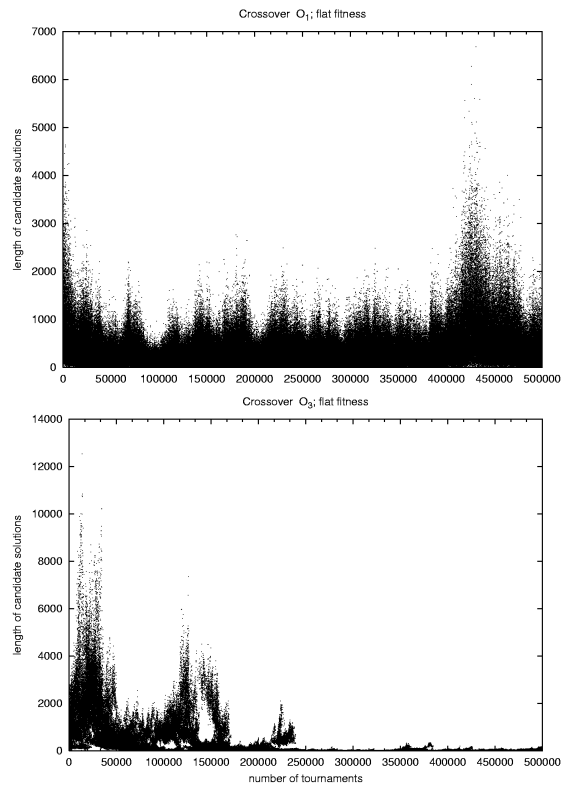 Crossover O₁; flat fitness
7000
6000
5000
4000
3000
2000
1000
0
length of candidate solutions
0 50000 100000 150000 200000 250000 300000 350000 400000 450000 500000
Crossover O₃; flat fitness
14000
12000
10000
8000
6000
4000
2000
0
length of candidate solutions
0 50000 100000 150000 200000 250000 300000 350000 400000 450000 500000
number of tournaments